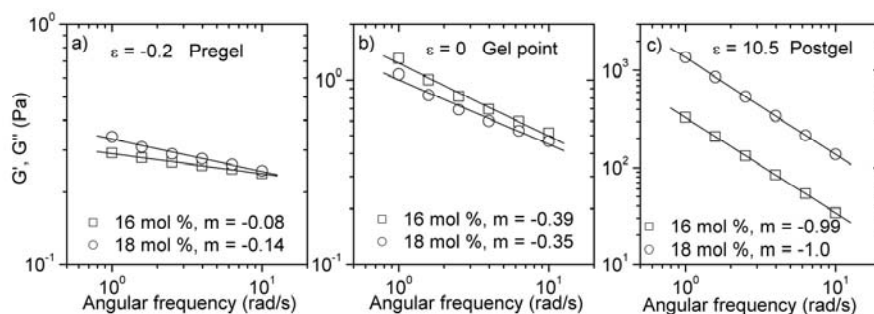 G', G" (Pa)
10⁰
10⁻¹
a)
ε = -0.2 Pregel
16 mol %, m = -0.08
18 mol %, m = -0.14
10⁰
10¹
Angular frequency (rad/s)
10⁰
b)
ε = 0 Gel point
16 mol %, m = -0.39
18 mol %, m = -0.35
10⁰
10¹
Angular frequency (rad/s)
10³
10²
10¹
c)
ε = 10.5 Postgel
16 mol %, m = -0.99
18 mol %, m = -1.0
10⁰
10¹
Angular frequency (rad/s)